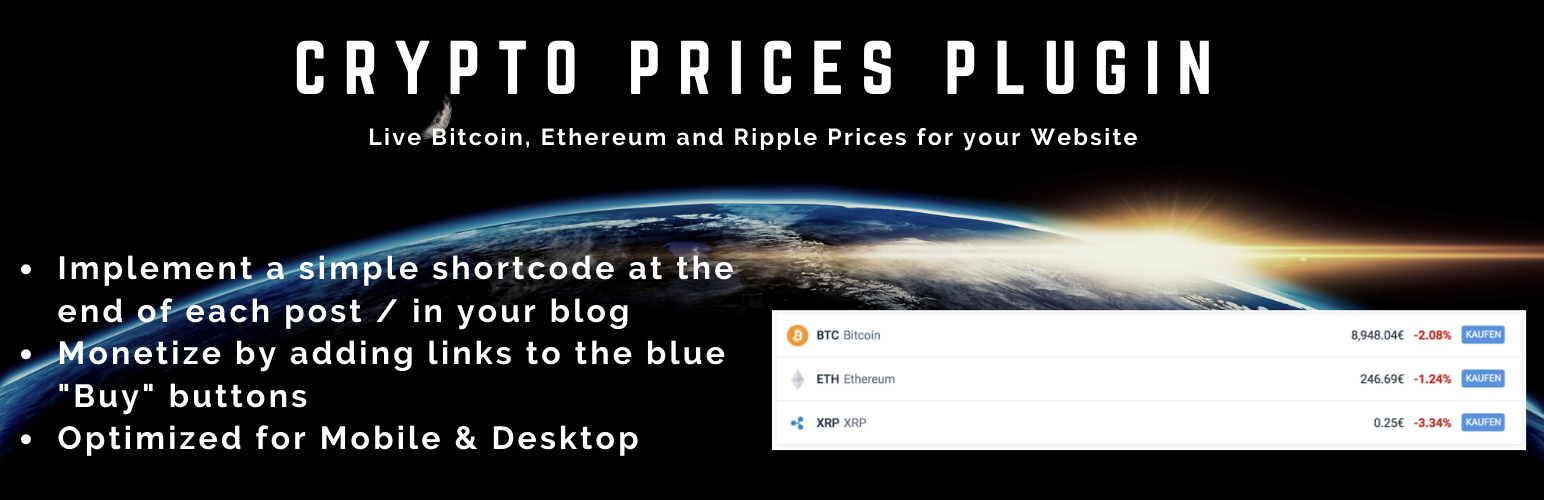 CRYPTO PRICES PLUGIN
Live Bitcoin, Ethereum and Ripple Prices for your Website
• Implement a simple shortcode at the
end of each post / in your blog
• Monetize by adding links to the blue
"Buy" buttons
• Optimized for Mobile & Desktop
BTC Bitcoin 8,948.04€ -2.08% KAUFEN
ETH Ethereum 246.69€ -1.24% KAUFEN
XRP XRP 0.25€ -3.34% KAUFEN